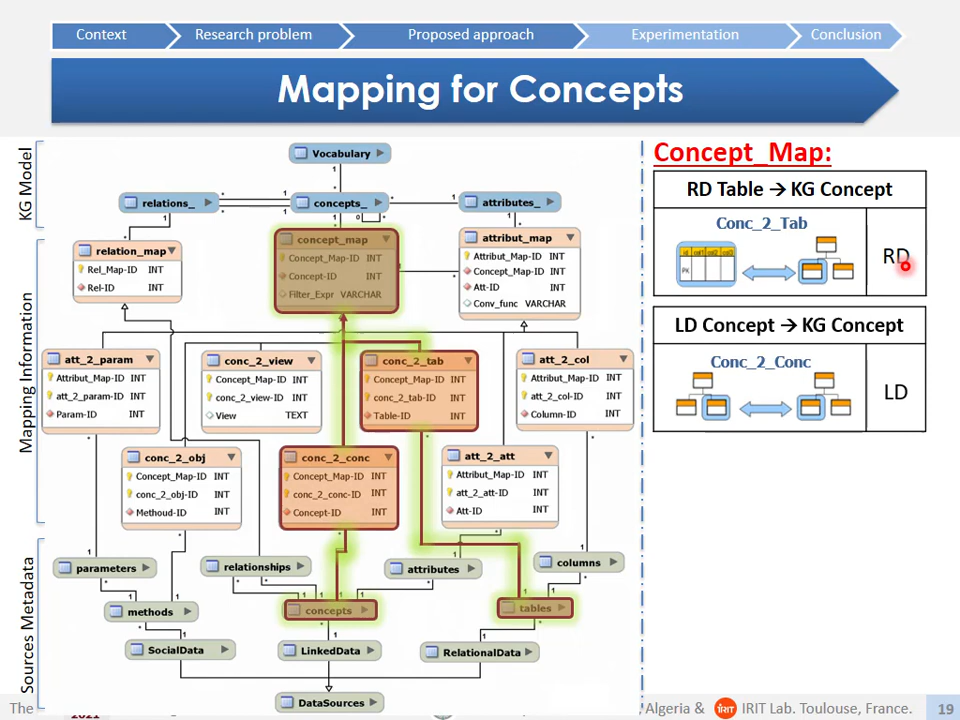 Context
Research problem
Proposed approach
Experimentation
Conclusion
Mapping for Concepts
KG Model
Vocabulary
relations_
concepts_
attributes_
Mapping Information
relation_map
Rel_Map-ID INT
Rel-ID INT
concept_map
Concept_Map-ID INT
Concept-ID INT
Filter_Expr VARCHAR
attribut_map
Attribut_Map-ID INT
Concept_Map-ID INT
Att-ID INT
Conv_func VARCHAR
att_2_param
Attribut_Map-ID INT
att_2_param-ID INT
Param-ID INT
conc_2_view
Concept_Map-ID INT
conc_2_view-ID INT
View TEXT
conc_2_tab
Concept_Map-ID INT
conc_2_tab-ID INT
Table-ID INT
att_2_col
Attribut_Map-ID INT
att_2_col-ID INT
Column-ID INT
conc_2_obj
Concept_Map-ID INT
conc_2_obj-ID INT
Methoud-ID INT
conc_2_conc
Concept_Map-ID INT
conc_2_conc-ID INT
Concept-ID INT
att_2_att
Attribut_Map-ID INT
att_2_att-ID INT
Att-ID INT
Sources Metadata
parameters
relationships
attributes
columns
methods
concepts
tables
SocialData
LinkedData
RelationalData
DataSources
Concept_Map:
RD Table → KG Concept
Conc_2_Tab
PK
RD
LD Concept → KG Concept
Conc_2_Conc
LD
The
2021
, Algeria &
IRIT
IRIT Lab. Toulouse, France.
19